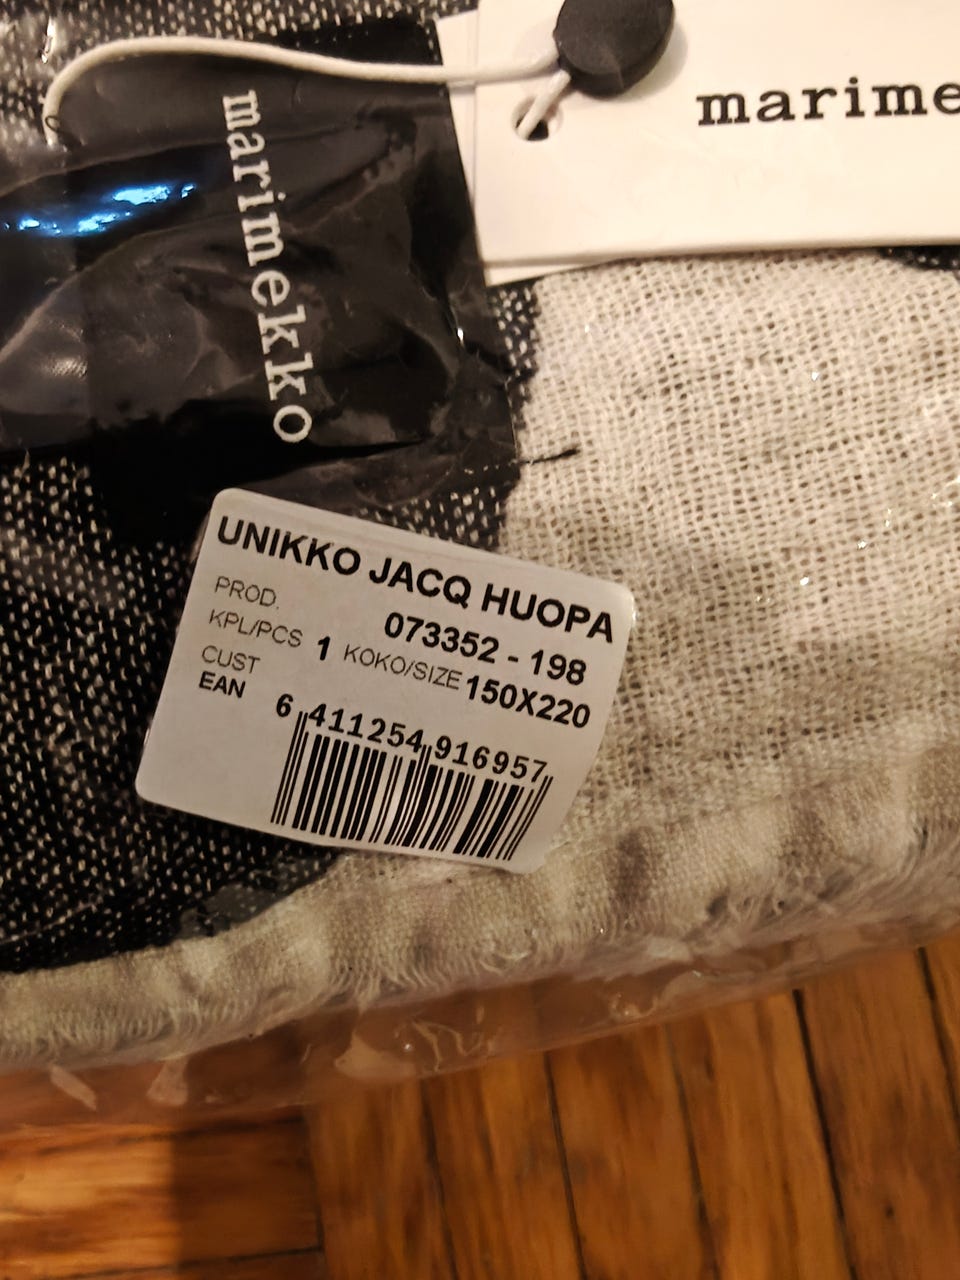 marimekko
marime
UNIKKO JACQ HUOPA
PROD.
073352 - 198
KPL/PCS 1 KOKO/SIZE 150X220
CUST
EAN
6 411254 916957